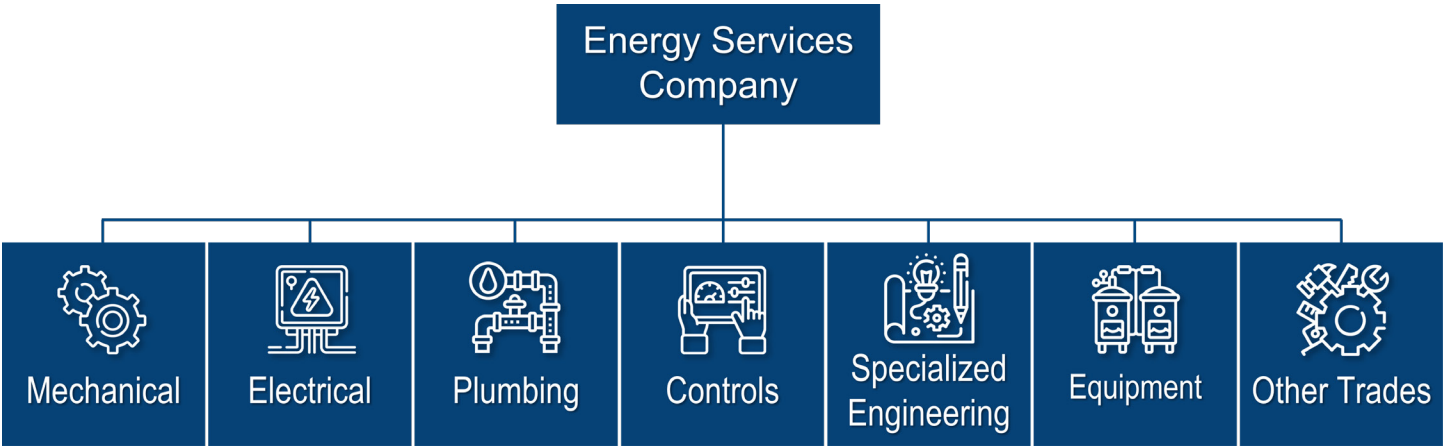 Energy Services
Company
Mechanical
Electrical
Plumbing
Controls
Specialized
Engineering
Equipment
Other Trades